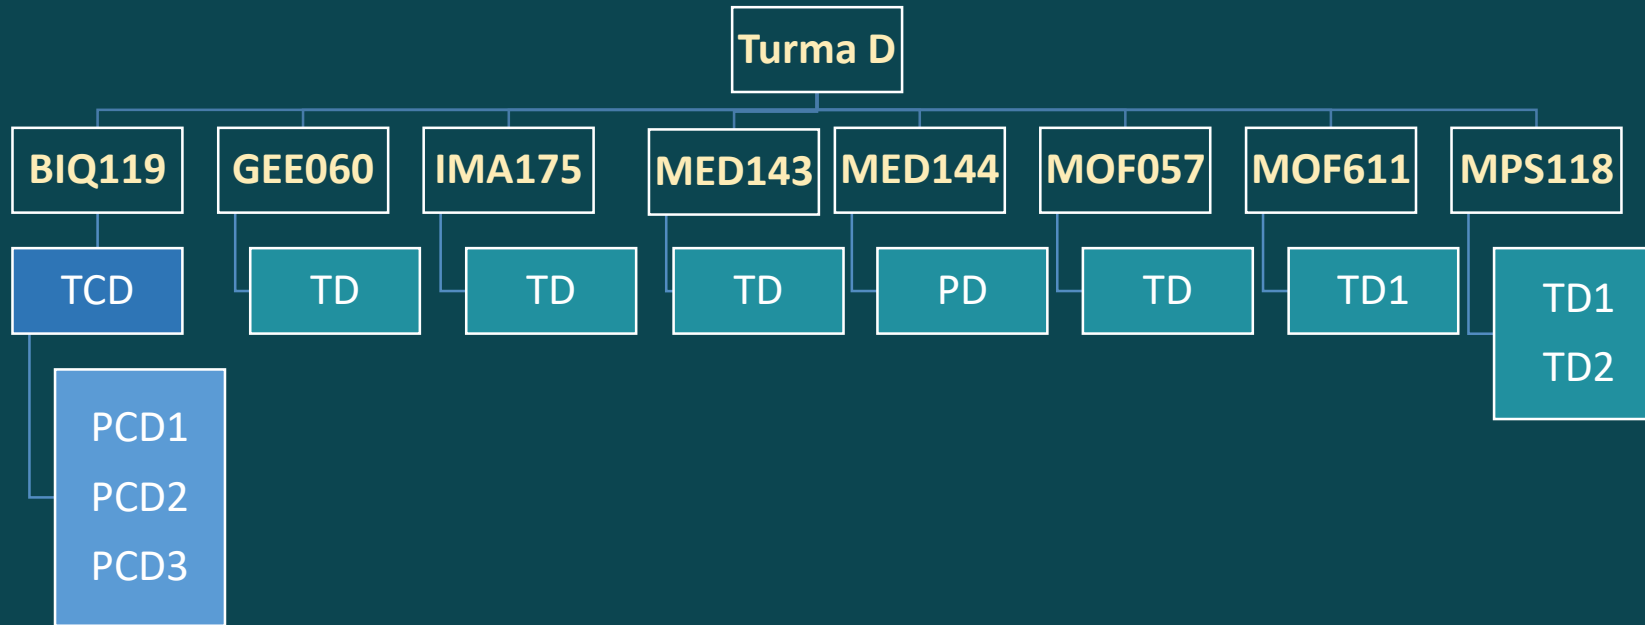 Turma D
BIQ119
GEE060
IMA175
MED143
MED144
MOF057
MOF611
MPS118
TCD
TD
TD
TD
PD
TD
TD1
TD1
TD2
PCD1
PCD2
PCD3